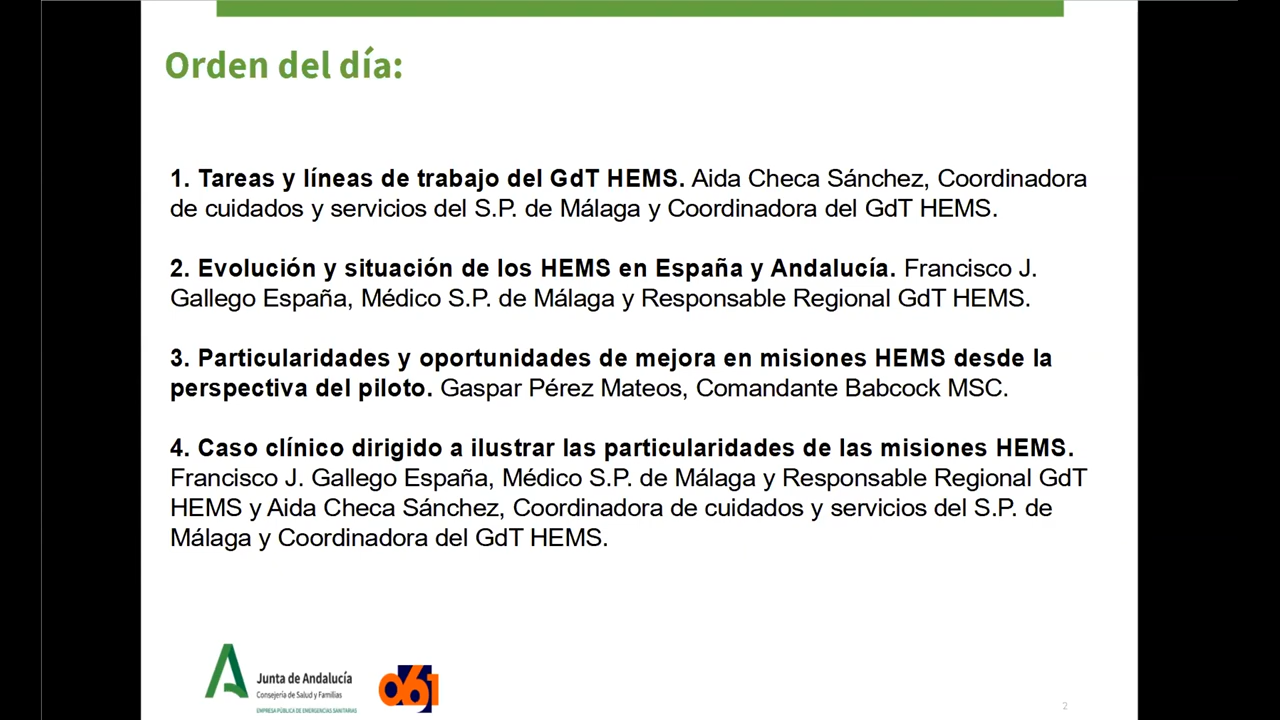 Orden del día:
1. Tareas y líneas de trabajo del GdT HEMS. Aida Checa Sánchez, Coordinadora
de cuidados y servicios del S.P. de Málaga y Coordinadora del GdT HEMS.
2. Evolución y situación de los HEMS en España y Andalucía. Francisco J.
Gallego España, Médico S.P. de Málaga y Responsable Regional GdT HEMS.
3. Particularidades y oportunidades de mejora en misiones HEMS desde la
perspectiva del piloto. Gaspar Pérez Mateos, Comandante Babcock MSC.
4. Caso clínico dirigido a ilustrar las particularidades de las misiones HEMS.
Francisco J. Gallego España, Médico S.P. de Málaga y Responsable Regional GdT
HEMS y Aida Checa Sánchez, Coordinadora de cuidados y servicios del S.P. de
Málaga y Coordinadora del GdT HEMS.
Junta de Andalucía
Consejería de Salud y Familias
EMPRESA PÚBLICA DE EMERGENCIAS SANITARIAS
061
2